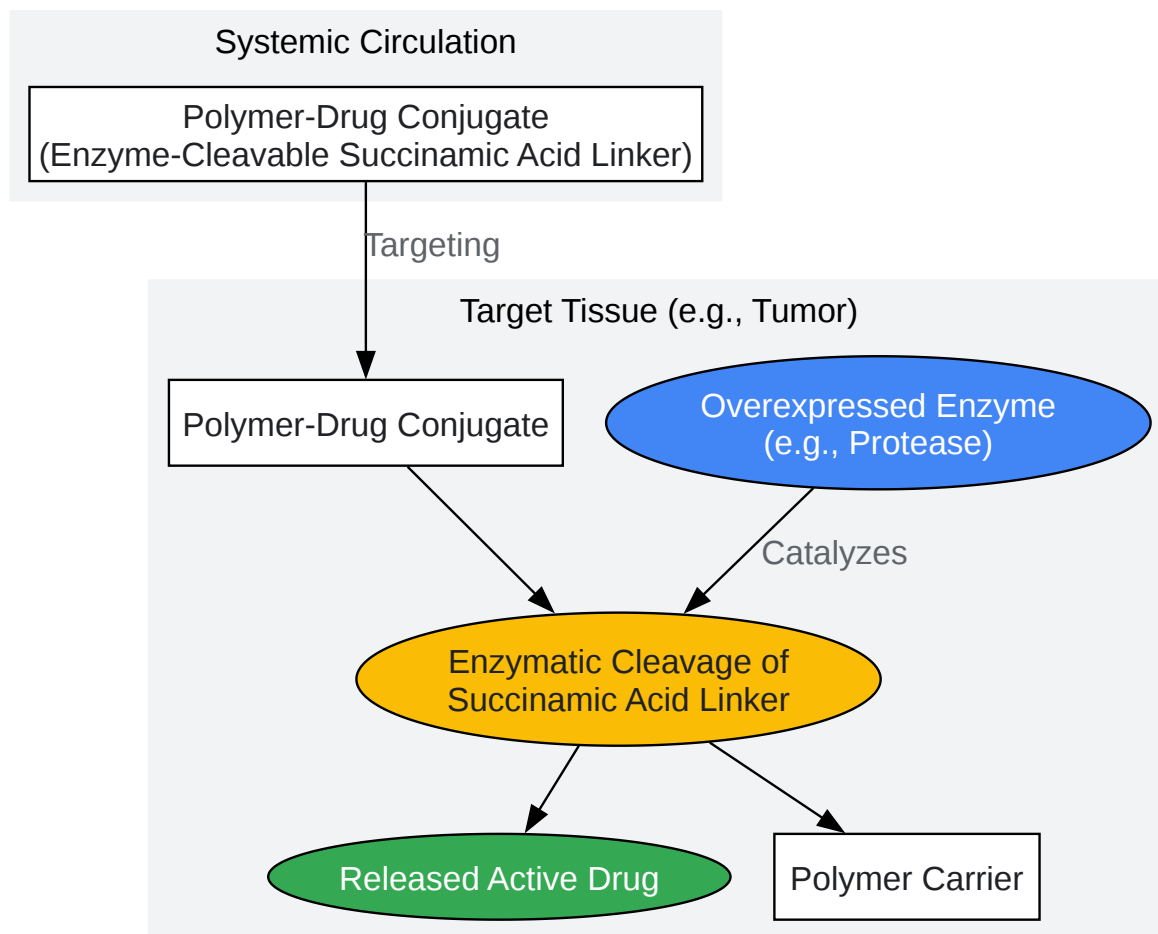 Systemic Circulation
Polymer-Drug Conjugate
(Enzyme-Cleavable Succinamic Acid Linker)
Targeting
Target Tissue (e.g., Tumor)
Polymer-Drug Conjugate
Overexpressed Enzyme
(e.g., Protease)
Catalyzes
Enzymatic Cleavage of
Succinamic Acid Linker
Released Active Drug
Polymer Carrier